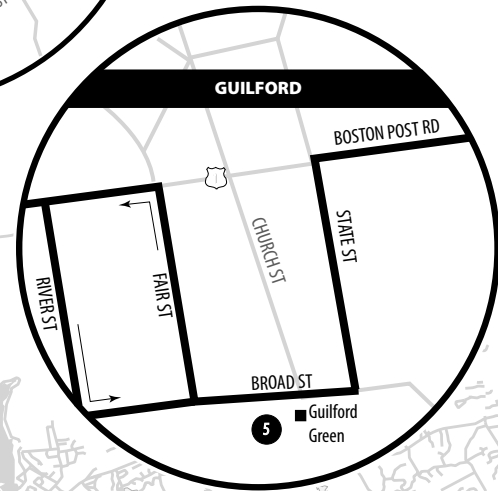 GUILFORD
BOSTON POST RD
CHURCH ST
STATE ST
RIVER ST
FAIR ST
BROAD ST
5
Guilford
Green